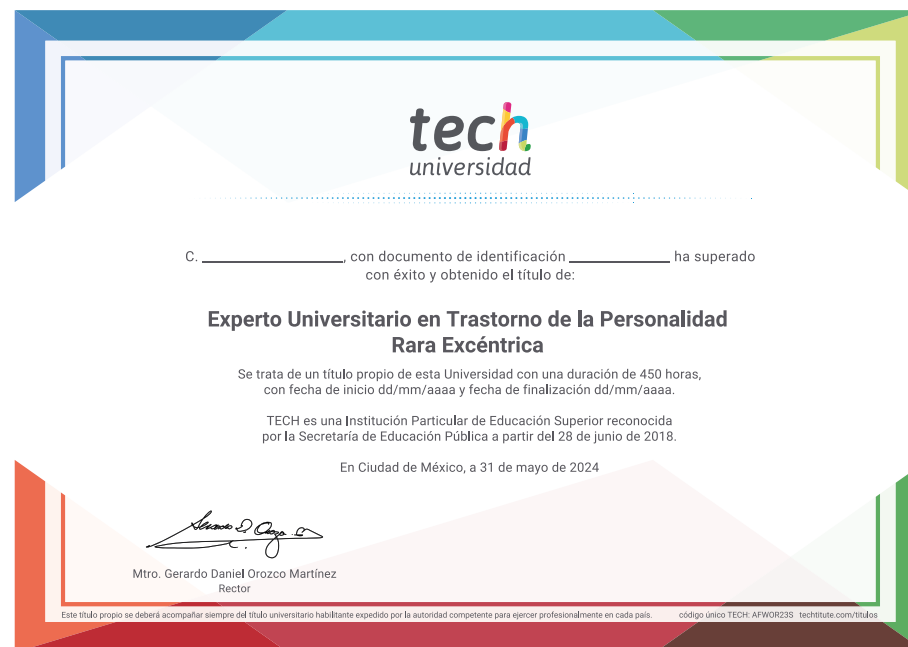 tech
universidad
C. ____________________, con documento de identificación ______________ ha superado
con éxito y obtenido el título de:
Experto Universitario en Trastorno de la Personalidad
Rara Excéntrica
Se trata de un título propio de esta Universidad con una duración de 450 horas,
con fecha de inicio dd/mm/aaaa y fecha de finalización dd/mm/aaaa.
TECH es una Institución Particular de Educación Superior reconocida
por la Secretaría de Educación Pública a partir del 28 de junio de 2018.
En Ciudad de México, a 31 de mayo de 2024
Mtro. Gerardo Daniel Orozco Martínez
Rector
Este título propio se deberá acompañar siempre del título universitario habilitante expedido por la autoridad competente para ejercer profesionalmente en cada país. código único TECH: AFWOR23S techtitute.com/titulos